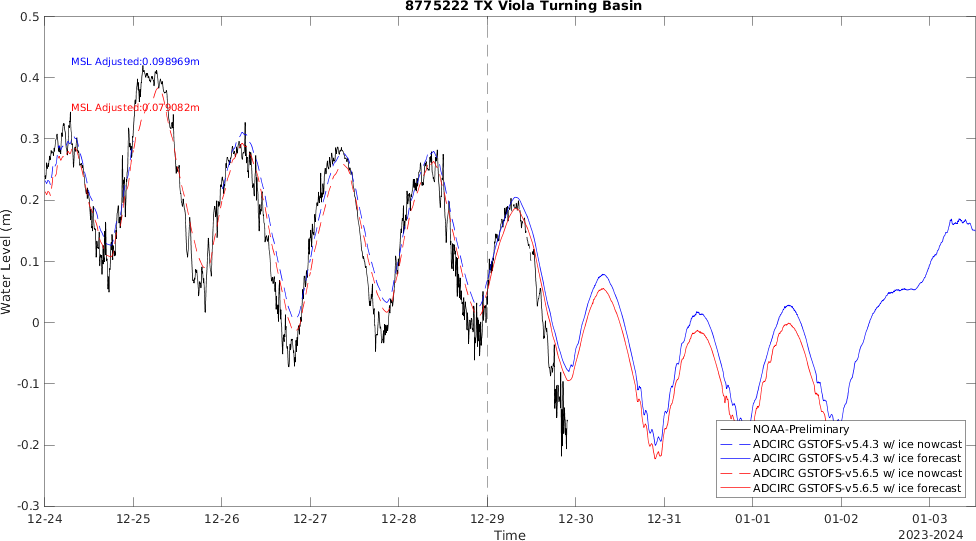 8775222 TX Viola Turning Basin
0.5
MSL Adjusted:0.098969m
0.4
MSL Adjusted:0.079082m
0.3
0.2
Water Level (m)
0.1
0
-0.1
-0.2
-0.3
NOAA-Preliminary
ADCIRC GSTOFS-v5.4.3 w/ ice nowcast
ADCIRC GSTOFS-v5.4.3 w/ ice forecast
ADCIRC GSTOFS-v5.6.5 w/ ice nowcast
ADCIRC GSTOFS-v5.6.5 w/ ice forecast
12-24 12-25 12-26 12-27 12-28 12-29 12-30 12-31 01-01 01-02 01-03
Time
2023-2024